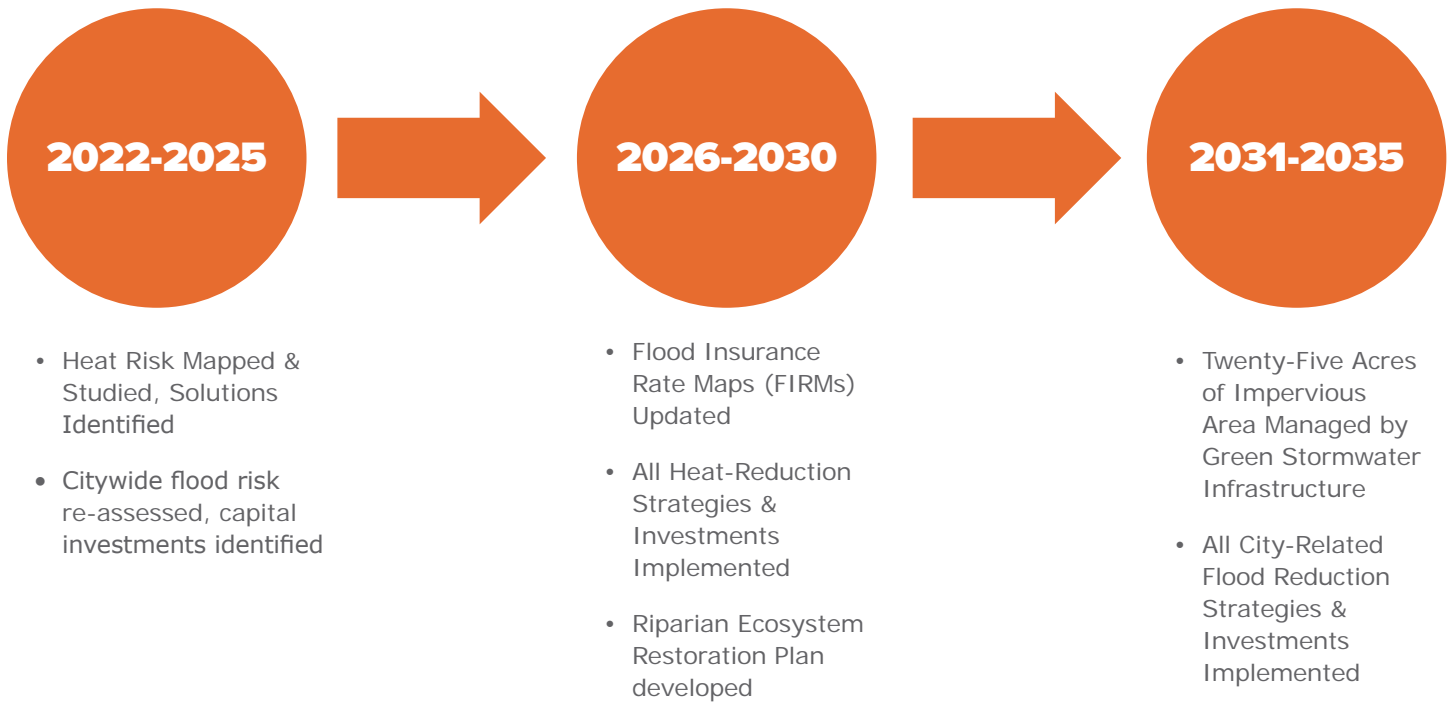 2022-2025
2026-2030
2031-2035
• Heat Risk Mapped &
Studied, Solutions
Identified
• Citywide flood risk
re-assessed, capital
investments identified
• Flood Insurance
Rate Maps (FIRMs)
Updated
• All Heat-Reduction
Strategies &
Investments
Implemented
• Riparian Ecosystem
Restoration Plan
developed
• Twenty-Five Acres
of Impervious
Area Managed by
Green Stormwater
Infrastructure
• All City-Related
Flood Reduction
Strategies &
Investments
Implemented